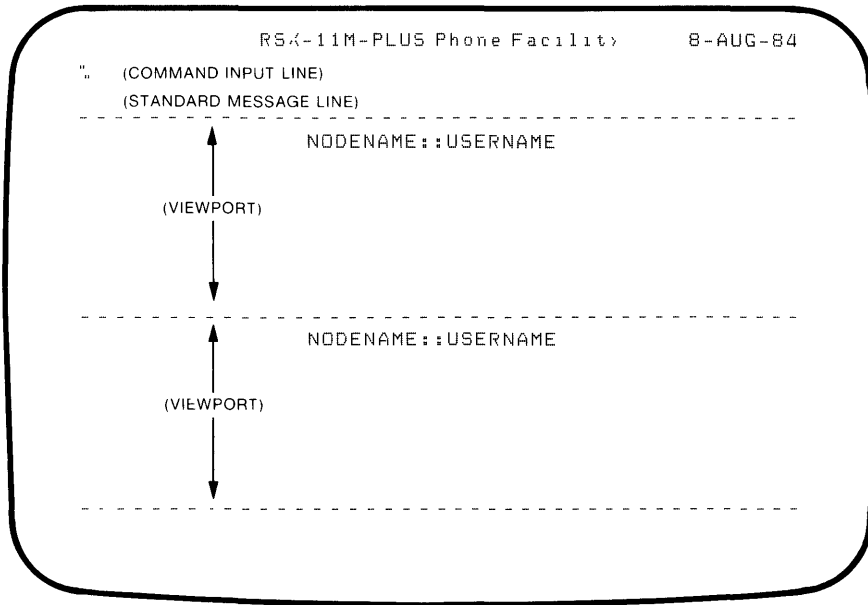 RSX-11M-PLUS Phone Facility 8-AUG-84
(COMMAND INPUT LINE)
(STANDARD MESSAGE LINE)
NODENAME::USERNAME
(VIEWPORT)
NODENAME::USERNAME
(VIEWPORT)